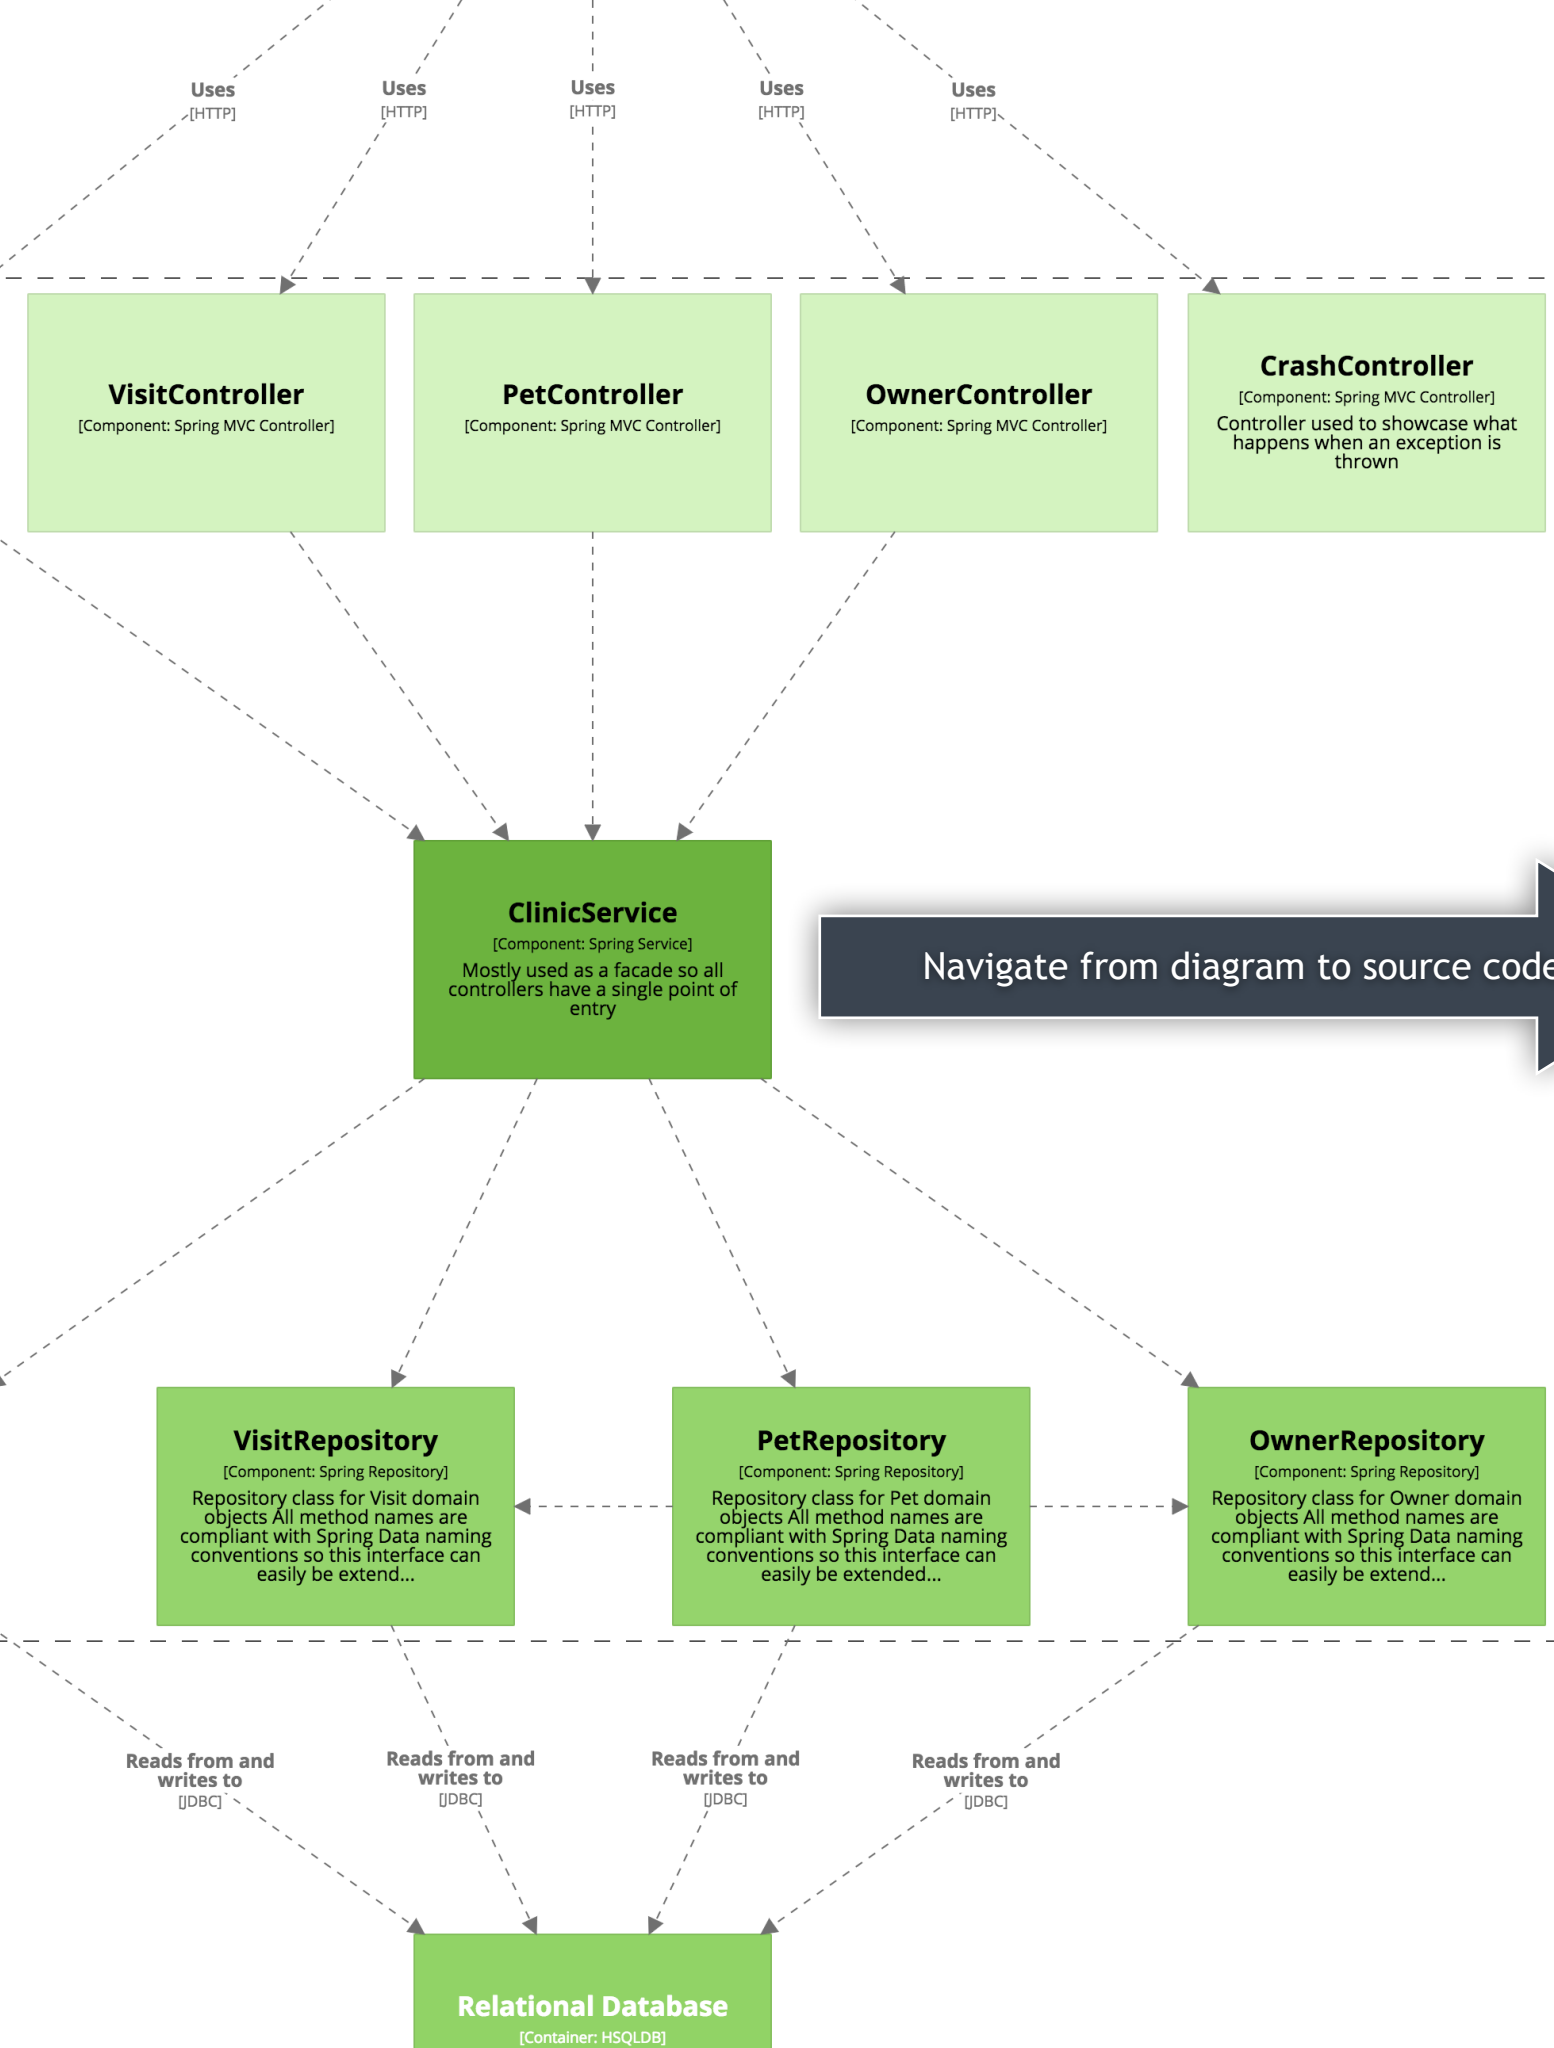 Uses
[HTTP]
Uses
[HTTP]
Uses
[HTTP]
Uses
[HTTP]
Uses
[HTTP]
VisitController
[Component: Spring MVC Controller]
PetController
[Component: Spring MVC Controller]
OwnerController
[Component: Spring MVC Controller]
CrashController
[Component: Spring MVC Controller]
Controller used to showcase what
happens when an exception is
thrown
ClinicService
[Component: Spring Service]
Mostly used as a facade so all
controllers have a single point of
entry
Navigate from diagram to source code
VisitRepository
[Component: Spring Repository]
Repository class for Visit domain
objects All method names are
compliant with Spring Data naming
conventions so this interface can
easily be extend...
PetRepository
[Component: Spring Repository]
Repository class for Pet domain
objects All method names are
compliant with Spring Data naming
conventions so this interface can
easily be extended...
OwnerRepository
[Component: Spring Repository]
Repository class for Owner domain
objects All method names are
compliant with Spring Data naming
conventions so this interface can
easily be extend...
Reads from and
writes to
[JDBC]
Reads from and
writes to
[JDBC]
Reads from and
writes to
[JDBC]
Reads from and
writes to
[JDBC]
Relational Database
[Container: HSQLDB]